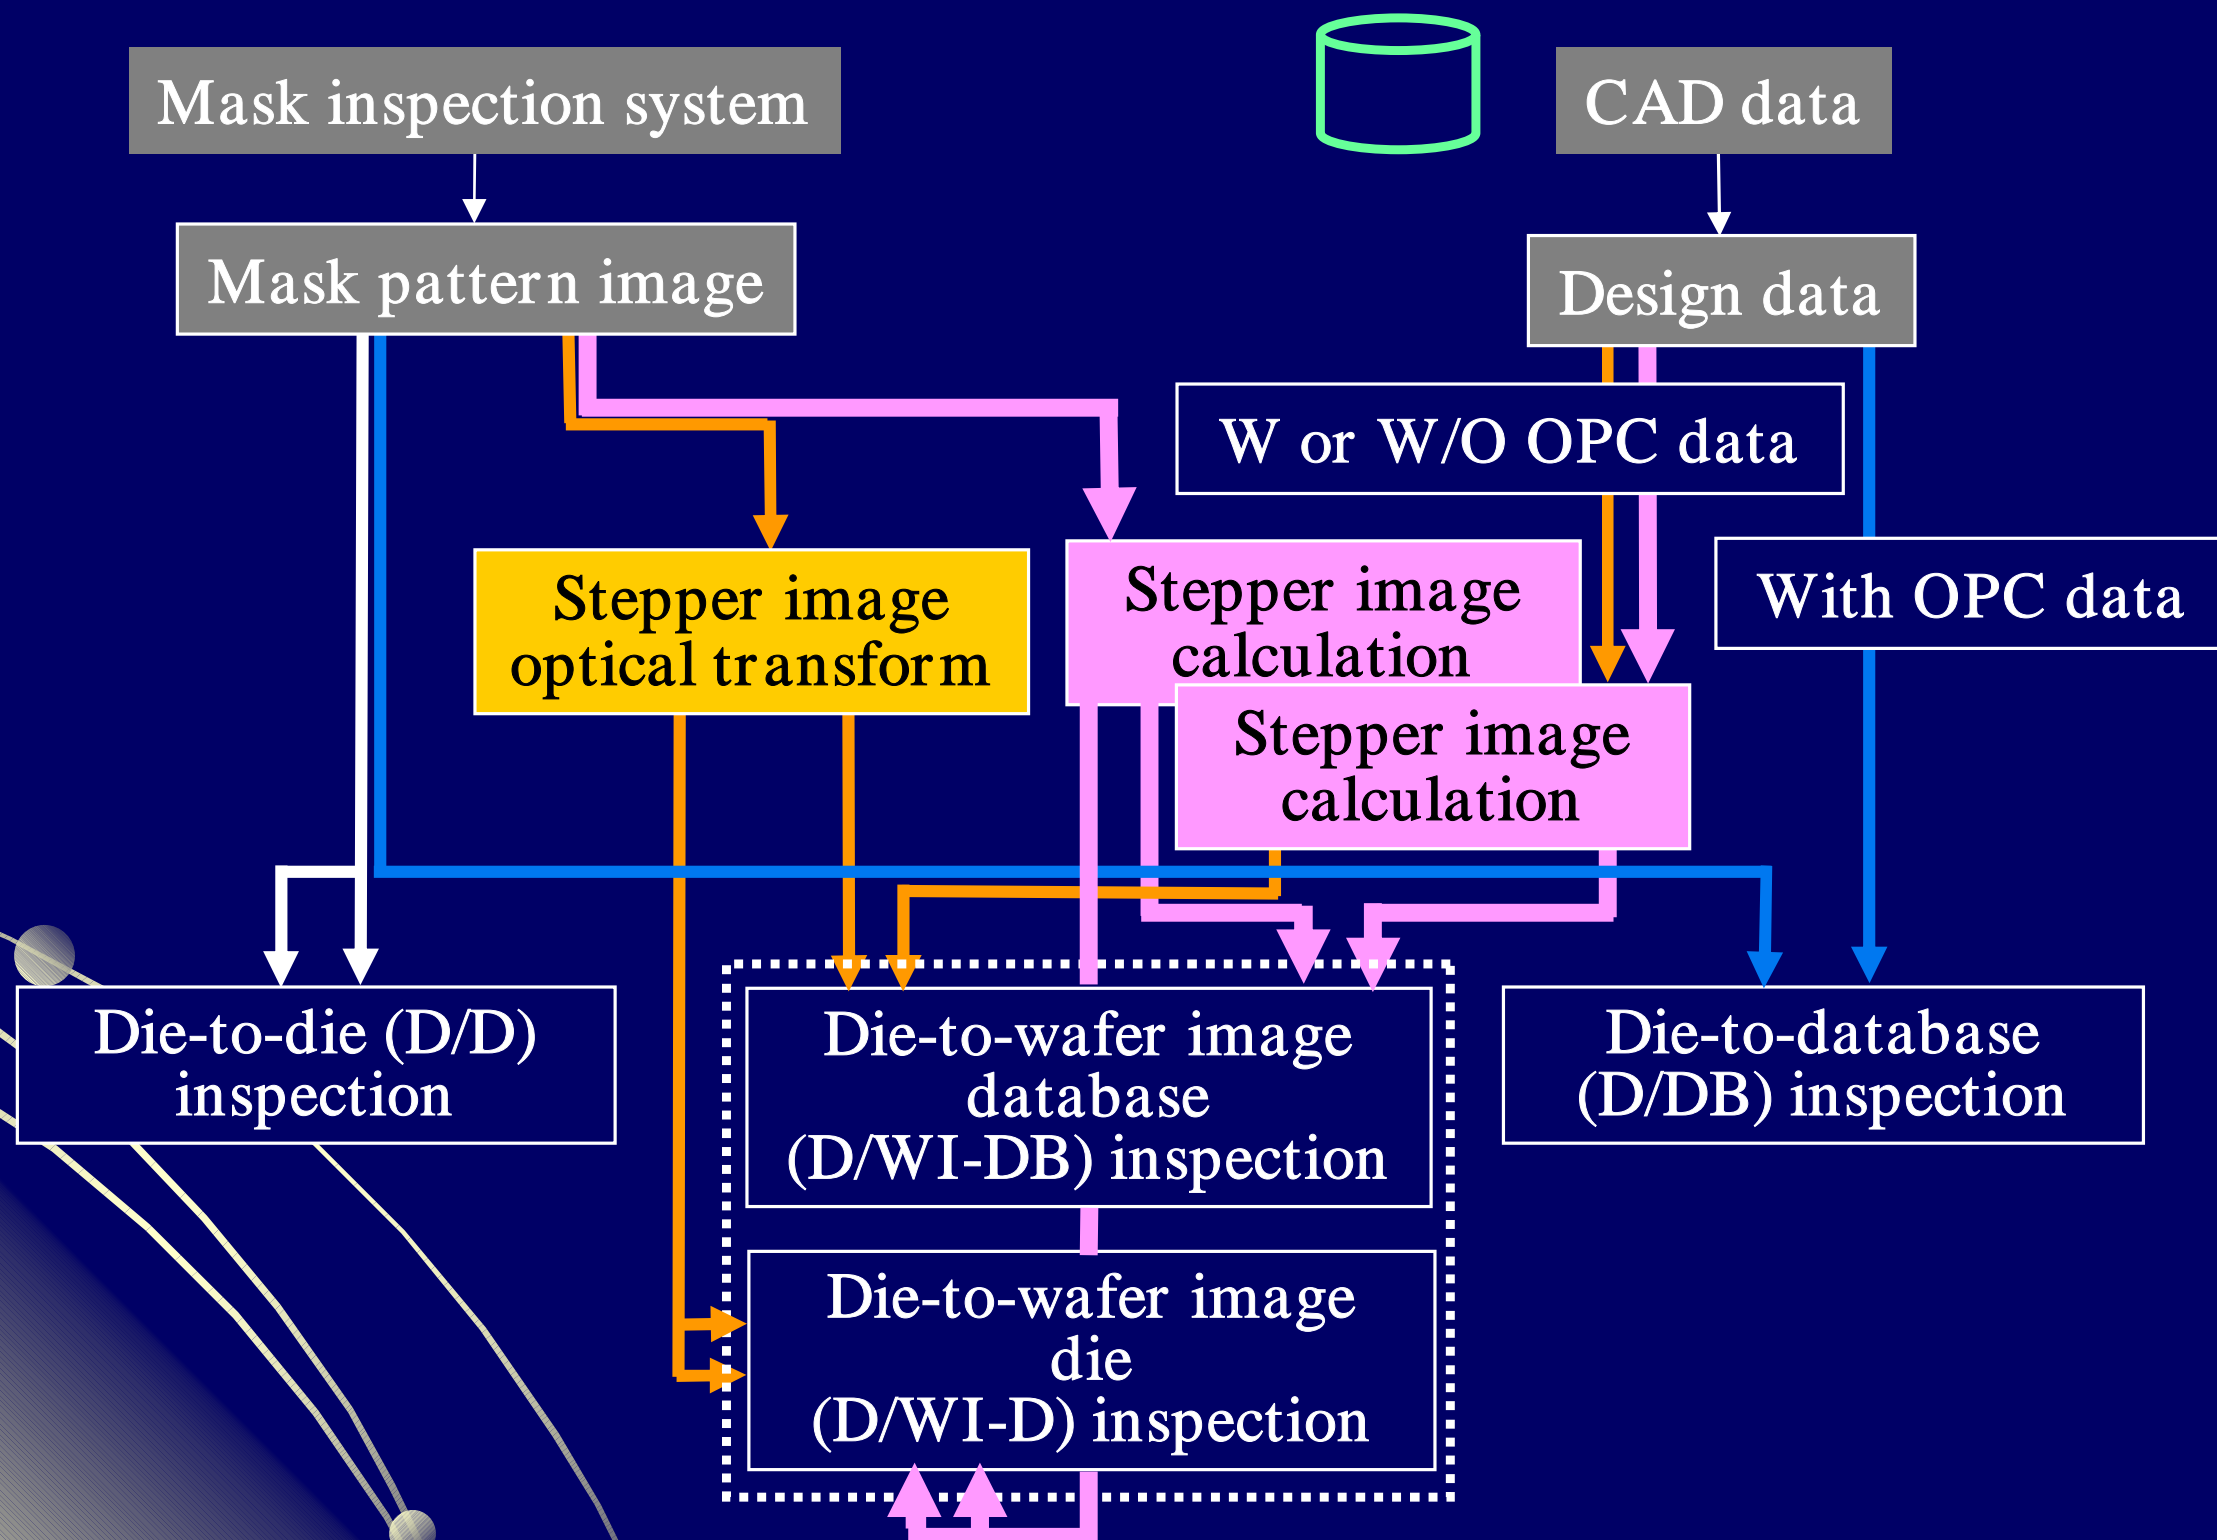 Mask inspection system
CAD data
Mask pattern image
Design data
W or W/O OPC data
Stepper image
optical transform
Stepper image
calculation
With OPC data
Stepper image
calculation
Die-to-die (D/D)
inspection
Die-to-wafer image
database
(D/WI-DB) inspection
Die-to-database
(D/DB) inspection
Die-to-wafer image
die
(D/WI-D) inspection